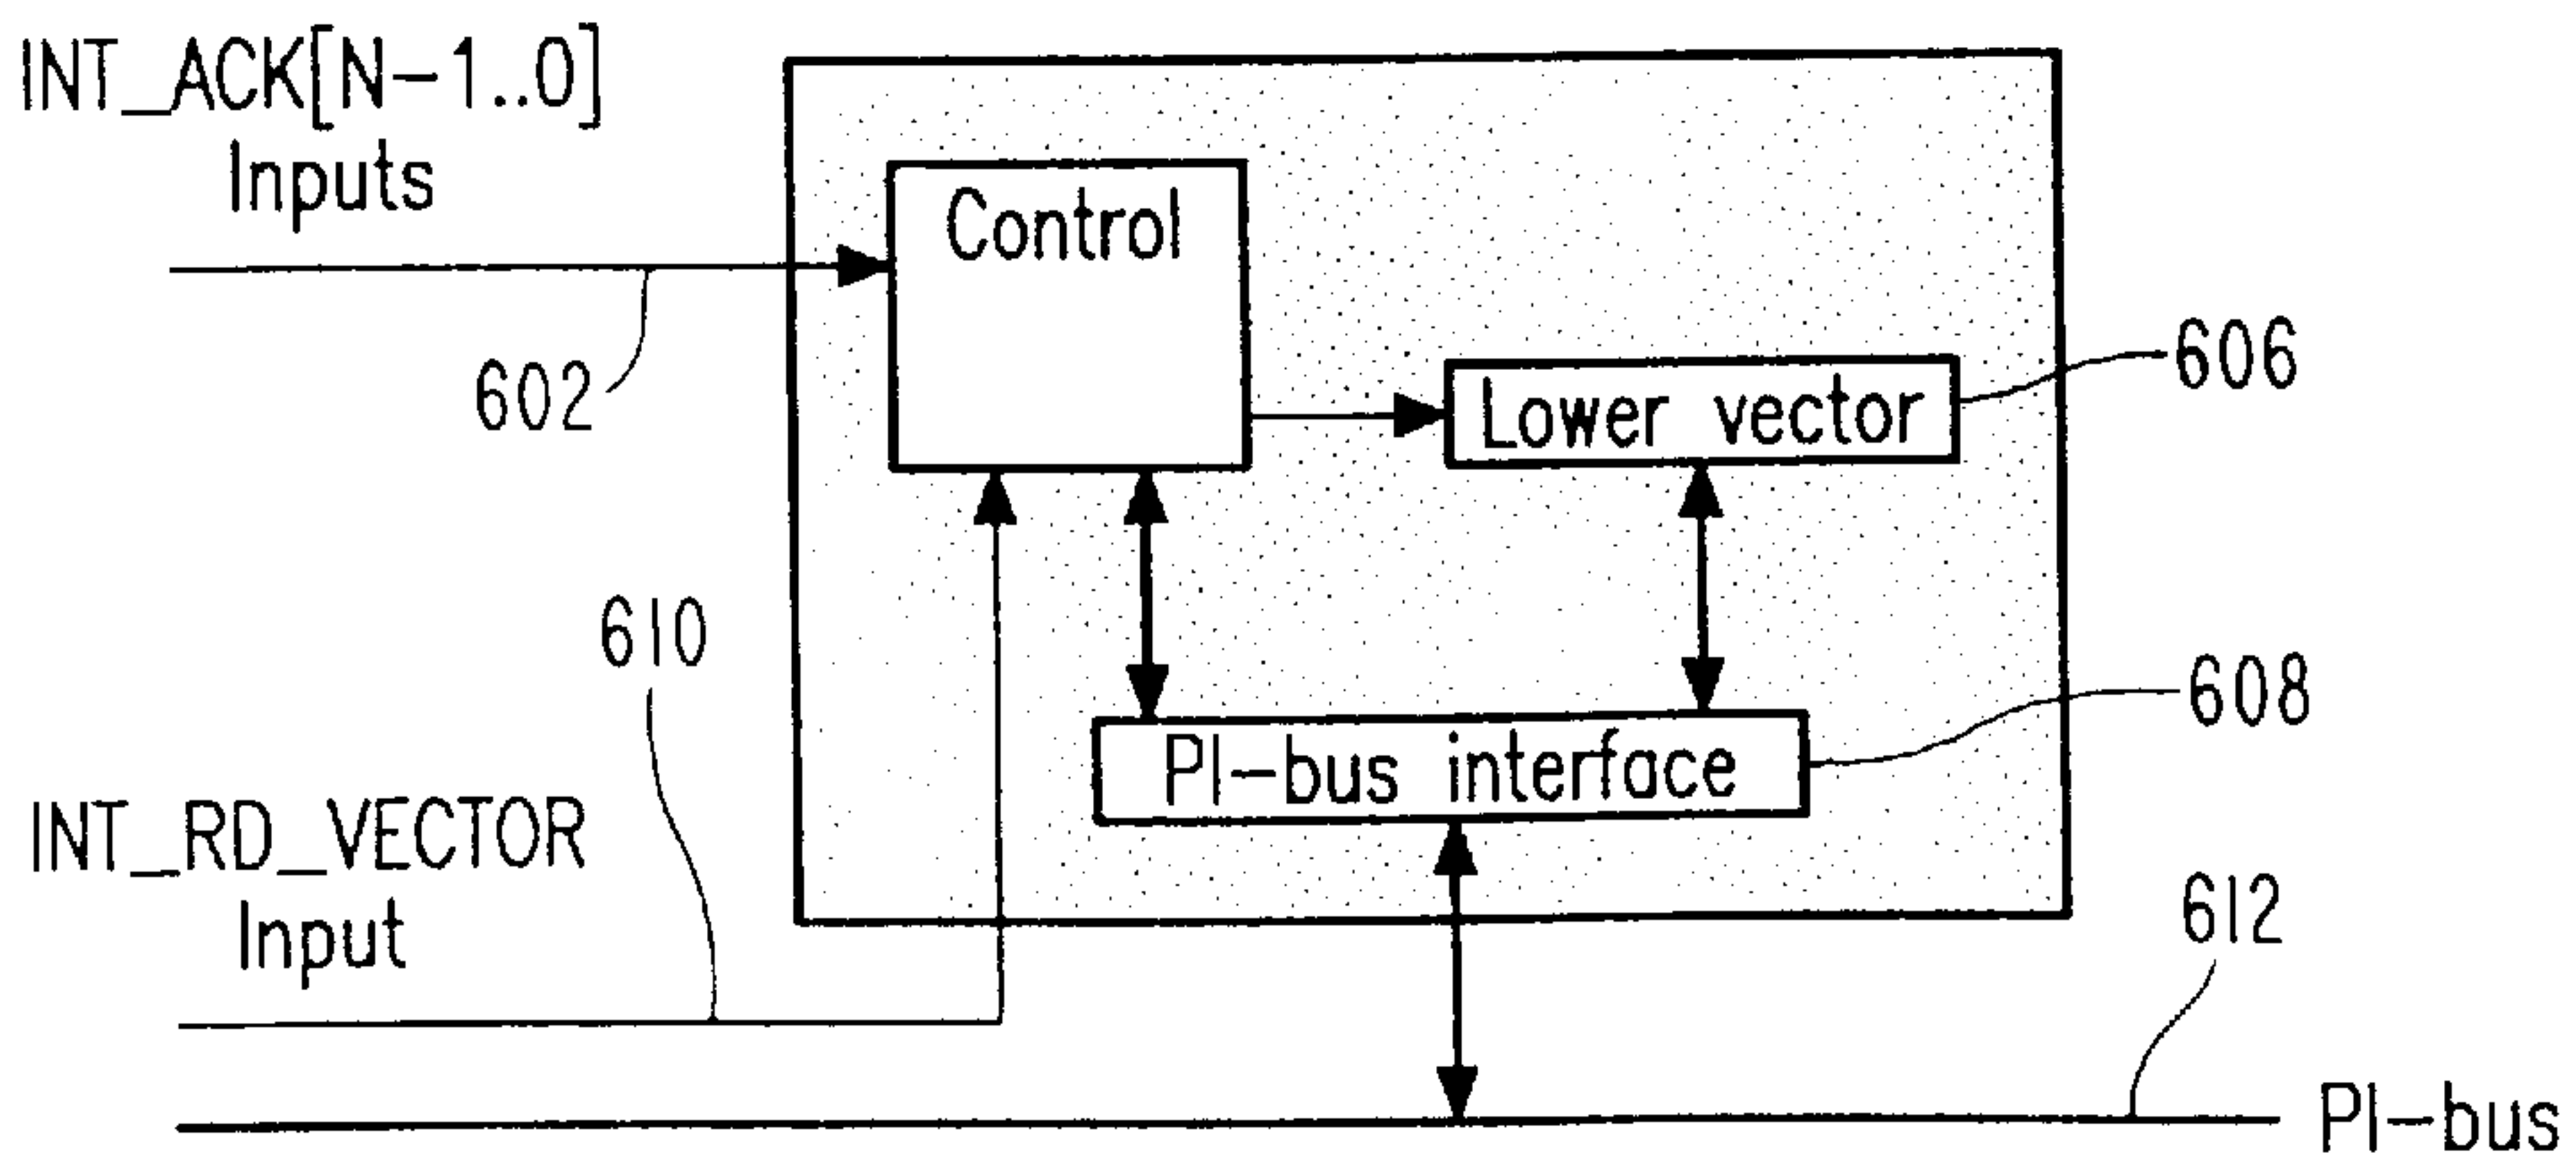 INT_ACK[N-1..0]
Inputs
Control
602
606
Lower vector
610
608
PI-bus interface
INT_RD_VECTOR
Input
612
PI-bus